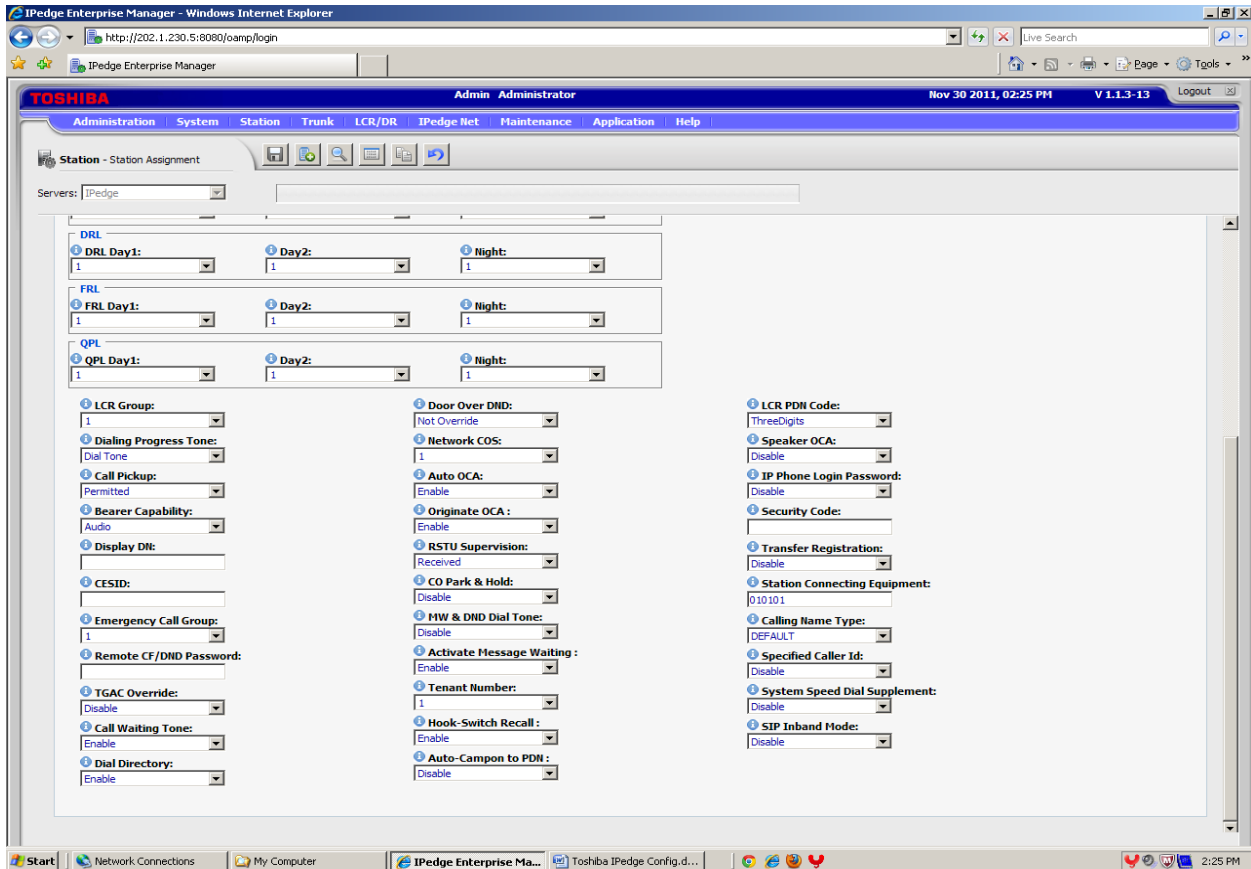 IPedge Enterprise Manager - Windows Internet Explorer
http://202.1.230.5:8080/oamp/login
Live Search
IPedge Enterprise Manager
Page Tools »
TOSHIBA Admin Administrator Nov 30 2011, 02:25 PM V 1.1.3-13 Logout
Administration System Station Trunk LCR/DR IPedge Net Maintenance Application Help
Station - Station Assignment
Servers: IPedge
DRL
DRL Day1: Day2: Night:
1 1 1
FRL
FRL Day1: Day2: Night:
1 1 1
QPL
QPL Day1: Day2: Night:
1 1 1
LCR Group:
1
Dialing Progress Tone:
Dial Tone
Call Pickup:
Permitted
Bearer Capability:
Audio
Display DN:
CESID:
Emergency Call Group:
1
Remote CF/DND Password:
TGAC Override:
Disable
Call Waiting Tone:
Enable
Dial Directory:
Enable
Door Over DND:
Not Override
Network COS:
1
Auto OCA:
Enable
Originate OCA :
Enable
RSTU Supervision:
Received
CO Park & Hold:
Disable
MW & DND Dial Tone:
Disable
Activate Message Waiting :
Enable
Tenant Number:
1
Hook-Switch Recall :
Enable
Auto-Campon to PDN :
Disable
LCR PDN Code:
ThreeDigits
Speaker OCA:
Disable
IP Phone Login Password:
Disable
Security Code:
Transfer Registration:
Disable
Station Connecting Equipment:
010101
Calling Name Type:
DEFAULT
Specified Caller Id:
Disable
System Speed Dial Supplement:
Disable
SIP Inband Mode:
Disable
Start Network Connections My Computer IPedge Enterprise Ma... Toshiba IPedge Config.d... 2:25 PM